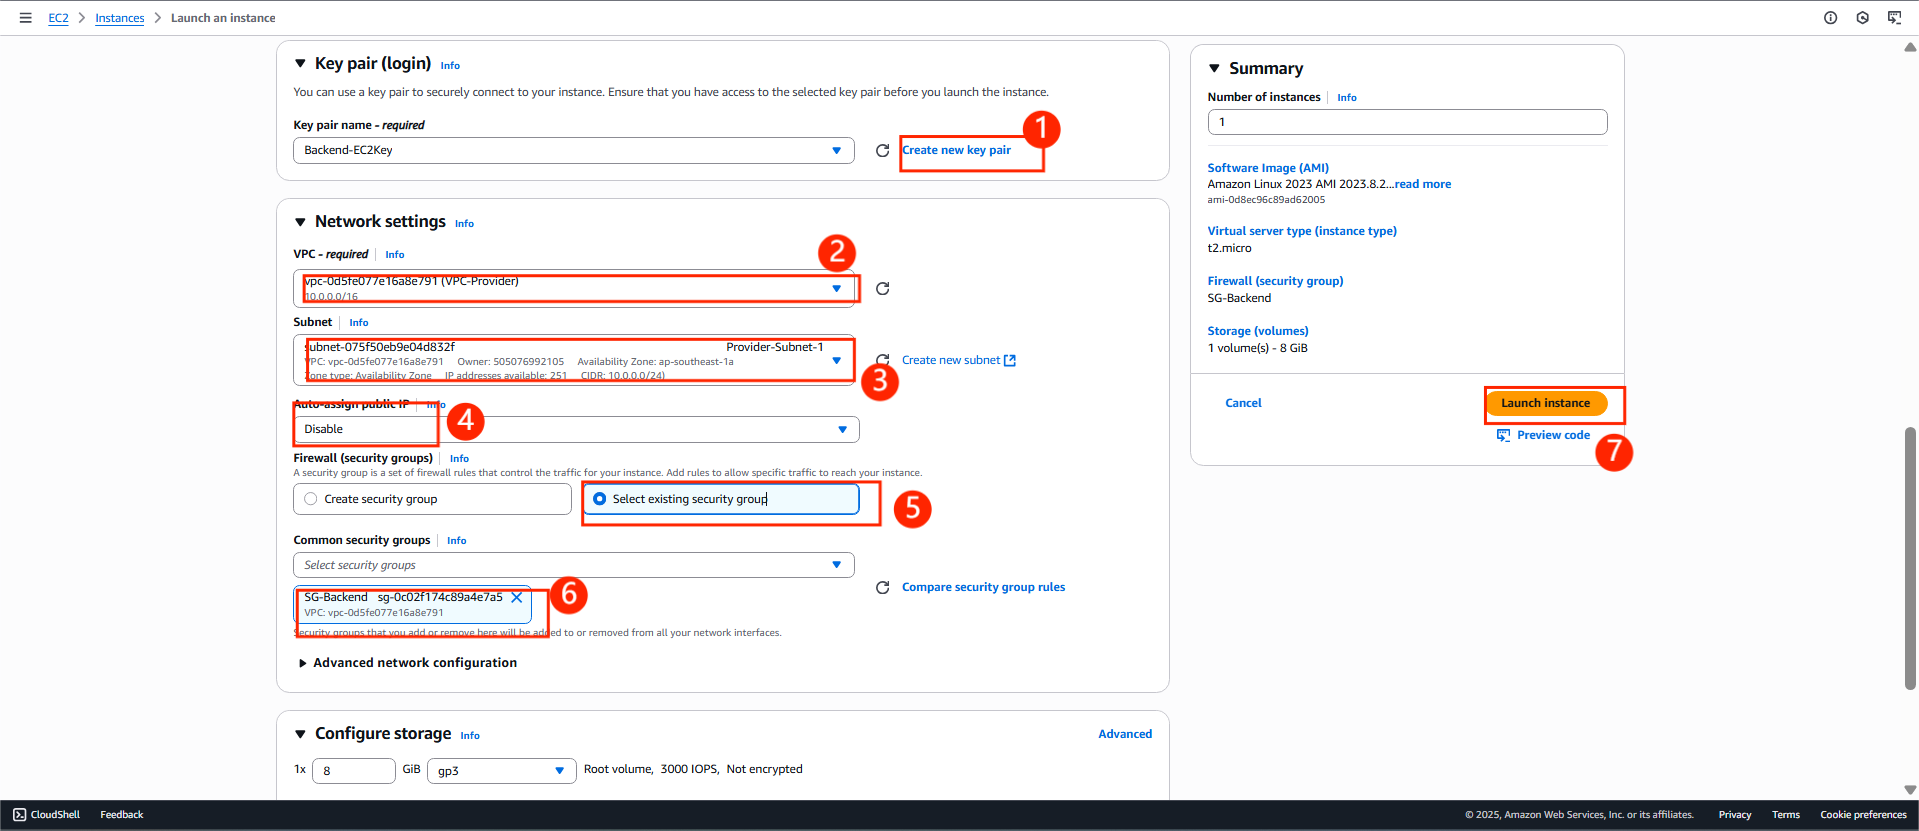 EC2 > Instances > Launch an instance
Key pair (login) Info
You can use a key pair to securely connect to your instance. Ensure that you have access to the selected key pair before you launch the instance.
Key pair name - required
Backend-EC2Key
Create new key pair
1
Network settings Info
VPC - required Info
2
vpc-0d5fe077e16a8e791 (VPC-Provider)
10.0.0.0/16
Subnet Info
subnet-075f50eb9e04d832f Provider-Subnet-1
VPC: vpc-0d5fe077e16a8e791 Owner: 505076992105 Availability Zone: ap-southeast-1a
Zone type: Availability Zone IP addresses available: 251 CIDR: 10.0.0.0/24)
Create new subnet
3
Auto-assign public IP Info
4
Disable
Firewall (security groups) Info
A security group is a set of firewall rules that control the traffic for your instance. Add rules to allow specific traffic to reach your instance.
Create security group
Select existing security group
5
Common security groups Info
Select security groups
SG-Backend sg-0c02f174c89a4e7a5
VPC: vpc-0d5fe077e16a8e791
6
Compare security group rules
Security groups that you add or remove here will be added to or removed from all your network interfaces.
Advanced network configuration
Configure storage Info
Advanced
1x 8 GiB gp3 Root volume, 3000 IOPS, Not encrypted
Summary
Number of instances Info
1
Software Image (AMI)
Amazon Linux 2023 AMI 2023.8.2...read more
ami-0d8ec96c89ad62005
Virtual server type (instance type)
t2.micro
Firewall (security group)
SG-Backend
Storage (volumes)
1 volume(s) - 8 GiB
Cancel
Launch instance
Preview code
7
CloudShell Feedback
© 2025, Amazon Web Services, Inc. or its affiliates. Privacy Terms Cookie preferences